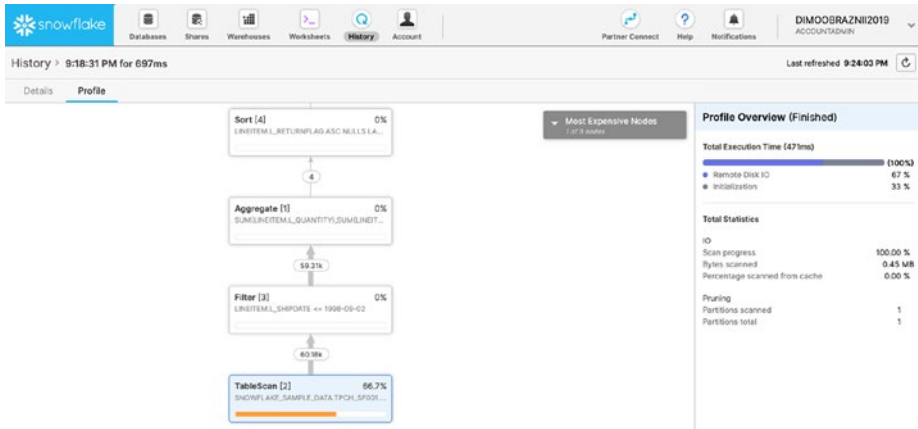 snowflake
Databases
Shares
Warehouses
Worksheets
History
Account
Partner Connect
Help
Notifications
DIMOOBRAZNII2019
ACCOUNTADMIN
History > 9:18:31 PM for 697ms
Last refreshed 9:24:03 PM
Details
Profile
Sort [4] 0%
LINEITEM.L_RETURNFLAG ASC NULLS LA...
4
Aggregate [1] 0%
SUM(LINEITEM.L_QUANTITY),SUM(LINEIT...
59.31k
Filter [3] 0%
LINEITEM.L_SHIPDATE <= 1998-09-02
60.18k
TableScan [2] 66.7%
SNOWFLAKE_SAMPLE_DATA.TPCH_SF001....
Most Expensive Nodes
Profile Overview (Finished)
Total Execution Time (471ms)
(100%)
Remote Disk IO 67 %
Initialization 33 %
Total Statistics
IO
Scan progress 100.00 %
Bytes scanned 0.45 MB
Percentage scanned from cache 0.00 %
Pruning
Partitions scanned 1
Partitions total 1